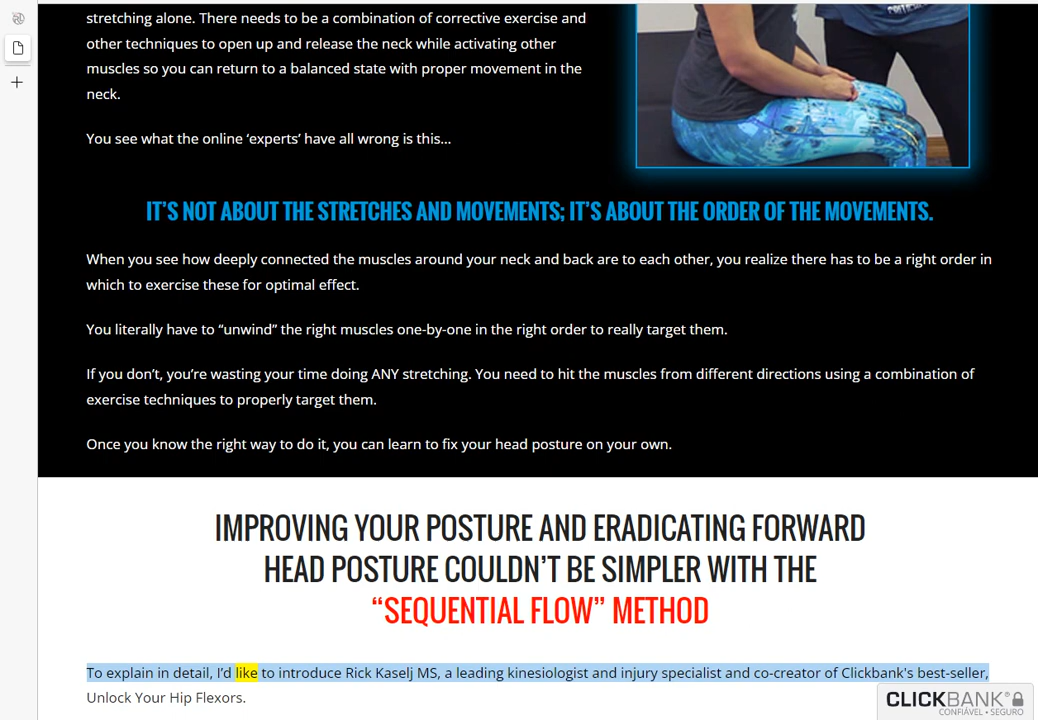 stretching alone. There needs to be a combination of corrective exercise and
other techniques to open up and release the neck while activating other
muscles so you can return to a balanced state with proper movement in the
neck.
You see what the online ‘experts’ have all wrong is this...
IT’S NOT ABOUT THE STRETCHES AND MOVEMENTS; IT’S ABOUT THE ORDER OF THE MOVEMENTS.
When you see how deeply connected the muscles around your neck and back are to each other, you realize there has to be a right order in
which to exercise these for optimal effect.
You literally have to “unwind” the right muscles one-by-one in the right order to really target them.
If you don’t, you’re wasting your time doing ANY stretching. You need to hit the muscles from different directions using a combination of
exercise techniques to properly target them.
Once you know the right way to do it, you can learn to fix your head posture on your own.
IMPROVING YOUR POSTURE AND ERADICATING FORWARD
HEAD POSTURE COULDN’T BE SIMPLER WITH THE
“SEQUENTIAL FLOW” METHOD
To explain in detail, I’d like to introduce Rick Kaselj MS, a leading kinesiologist and injury specialist and co-creator of Clickbank's best-seller,
Unlock Your Hip Flexors.
CLICKBANK®
CONFIÁVEL • SEGURO